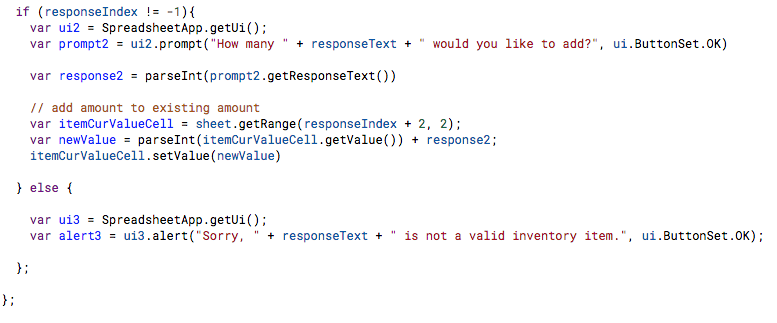 if (responseIndex != -1){
var ui2 = SpreadsheetApp.getUi();
var prompt2 = ui2.prompt("How many " + responseText + " would you like to add?", ui.ButtonSet.OK)
var response2 = parseInt(prompt2.getResponseText())
// add amount to existing amount
var itemCurValueCell = sheet.getRange(responseIndex + 2, 2);
var newValue = parseInt(itemCurValueCell.getValue()) + response2;
itemCurValueCell.setValue(newValue)
} else {
var ui3 = SpreadsheetApp.getUi();
var alert3 = ui3.alert("Sorry, " + responseText + " is not a valid inventory item.", ui.ButtonSet.OK);
};
};